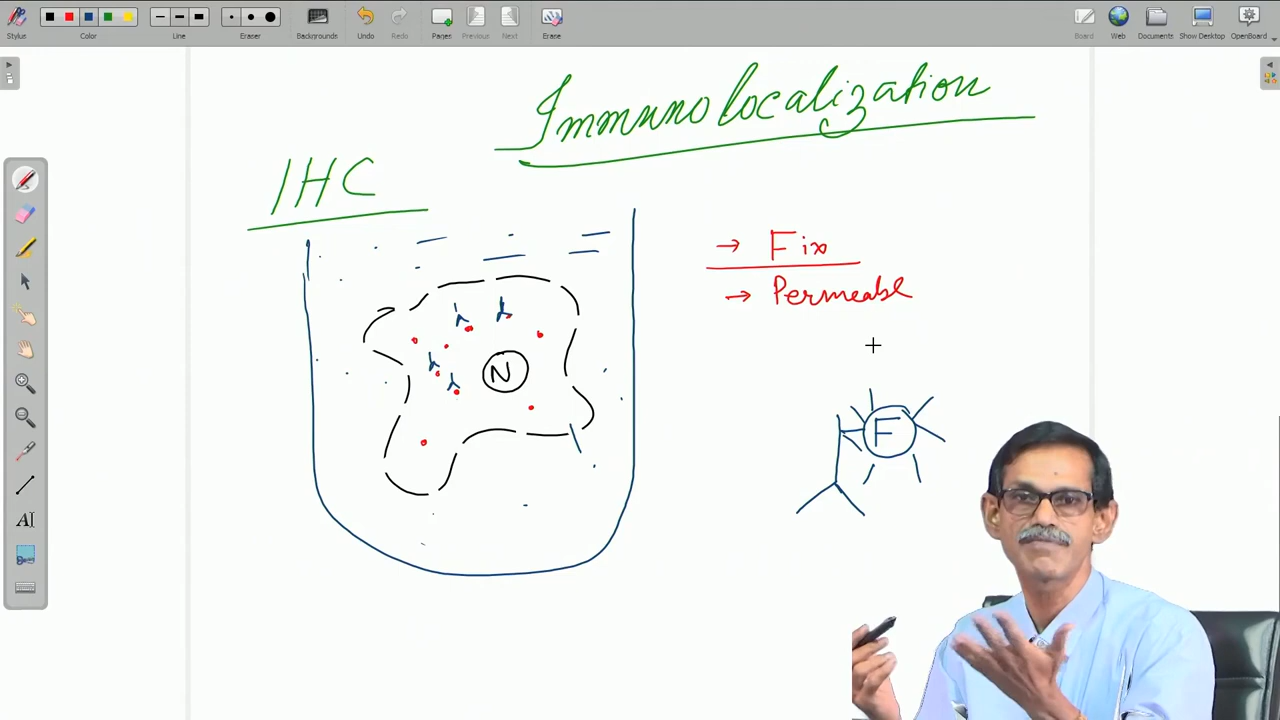 Stylus
Color
Line
Eraser
Backgrounds
Undo
Redo
Pages
Previous
Next
Erase
Board
Web
Documents
Show Desktop
OpenBoard
Immunolocalization
IHC
→ Fix
→ Permeable
N
F
AI